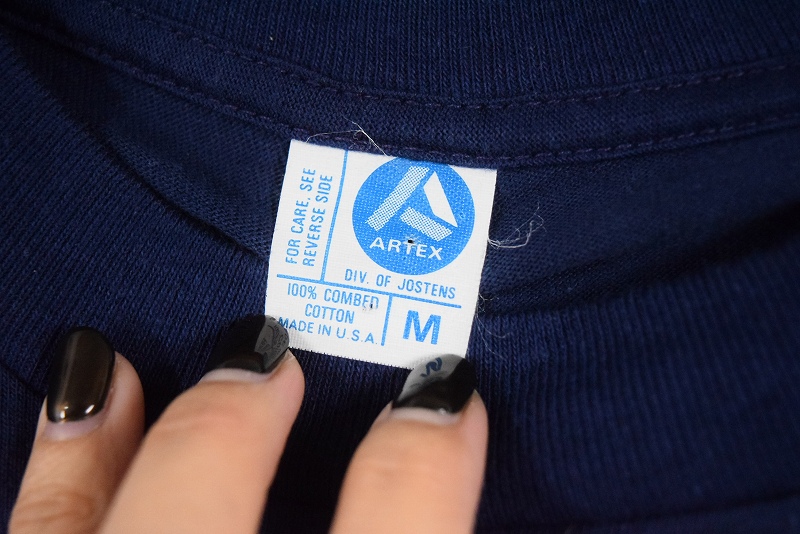 FOR CARE, SEE
REVERSE SIDE
ARTEX
DIV. OF JOSTENS
100% COMBED
COTTON
MADE IN U.S.A.
M